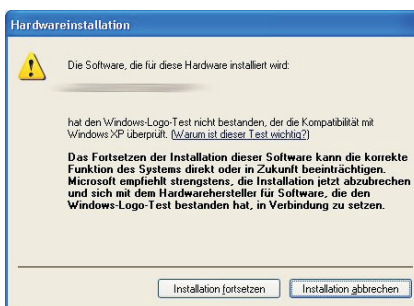 Hardwareinstallation
Die Software, die für diese Hardware installiert wird:
hat den Windows-Logo-Test nicht bestanden, der die Kompatibilität mit
Windows XP überprüft. (Warum ist dieser Test wichtig?)
Das Fortsetzen der Installation dieser Software kann die korrekte
Funktion des Systems direkt oder in Zukunft beeinträchtigen.
Microsoft empfiehlt strengstens, die Installation jetzt abzubrechen
und sich mit dem Hardwarehersteller für Software, die den
Windows-Logo-Test bestanden hat, in Verbindung zu setzen.
Installation fortsetzen
Installation abbrechen